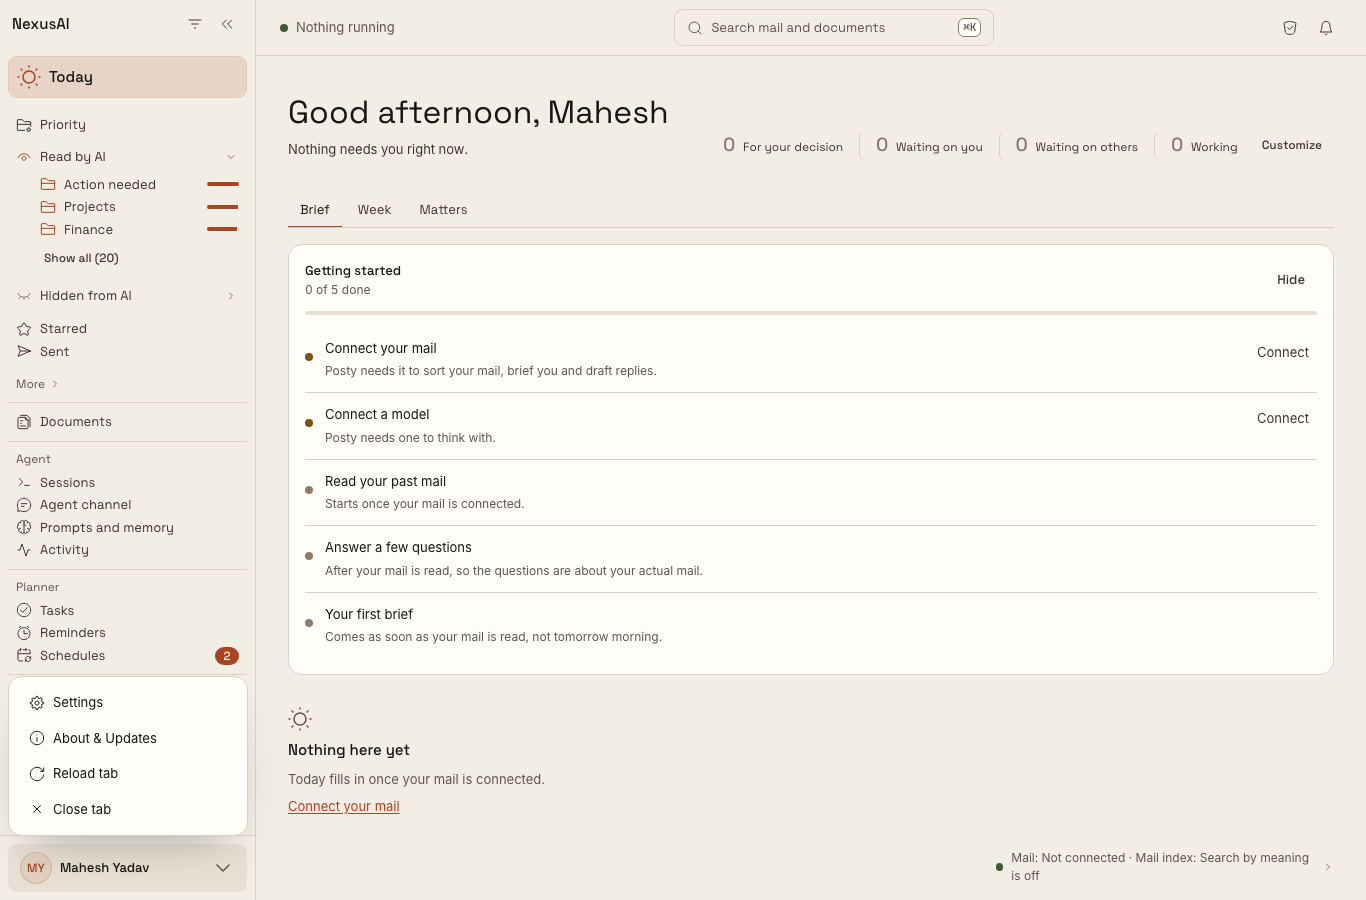 NexusAI
Today
Priority
Read by AI
Action needed
Projects
Finance
Show all (20)
Hidden from AI
Starred
Sent
More
Documents
Agent
Sessions
Agent channel
Prompts and memory
Activity
Planner
Tasks
Reminders
Schedules 2
Settings
About & Updates
Reload tab
Close tab
MY Mahesh Yadav
Nothing running
Search mail and documents ⌘K
Good afternoon, Mahesh
Nothing needs you right now.
0 For your decision 0 Waiting on you 0 Waiting on others 0 Working Customize
Brief Week Matters
Getting started
0 of 5 done
Hide
Connect your mail
Posty needs it to sort your mail, brief you and draft replies.
Connect
Connect a model
Posty needs one to think with.
Connect
Read your past mail
Starts once your mail is connected.
Answer a few questions
After your mail is read, so the questions are about your actual mail.
Your first brief
Comes as soon as your mail is read, not tomorrow morning.
Nothing here yet
Today fills in once your mail is connected.
Connect your mail
Mail: Not connected · Mail index: Search by meaning
is off